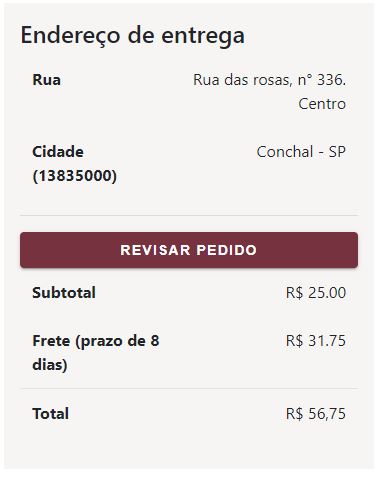 Endereço de entrega
Rua Rua das rosas, n° 336.
Centro
Cidade Conchal - SP
(13835000)
REVISAR PEDIDO
Subtotal R$ 25.00
Frete (prazo de 8 R$ 31.75
dias)
Total R$ 56,75